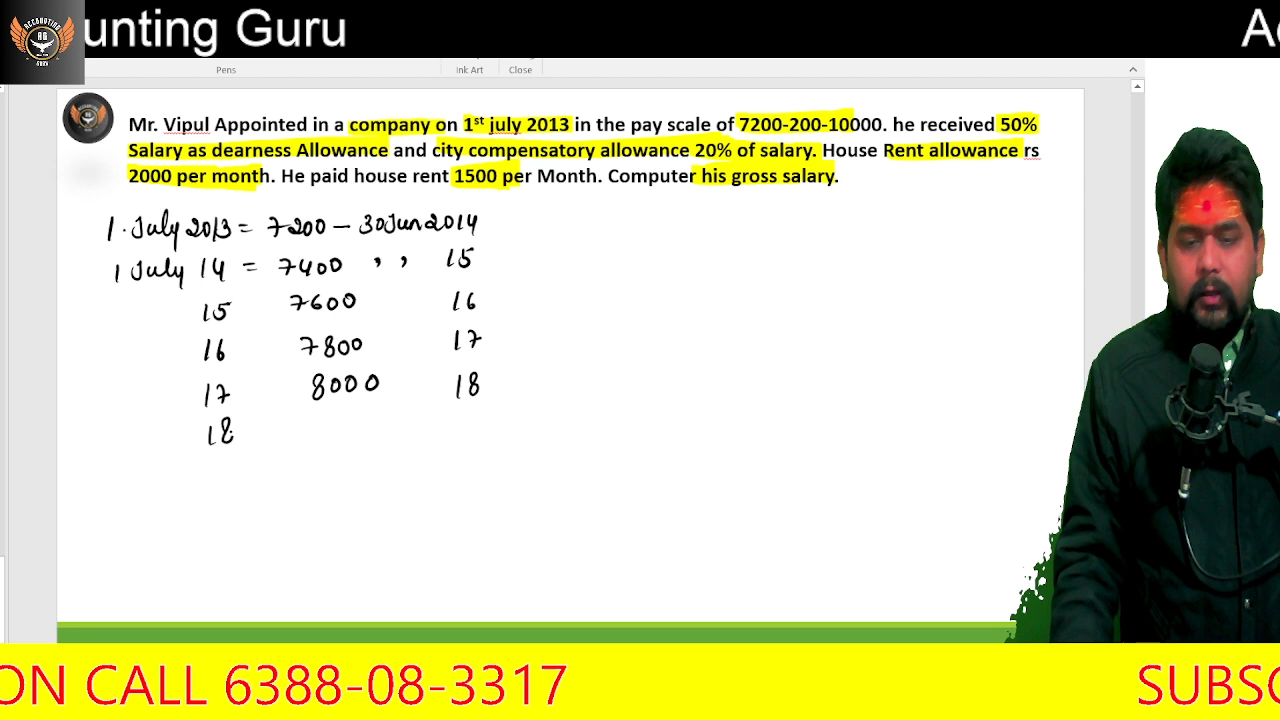 unting Guru
Ac
ACCOUNTING
AG
GURU
Pens
Ink Art
Close
Mr. Vipul Appointed in a company on 1st july 2013 in the pay scale of 7200-200-10000. he received 50%
Salary as dearness Allowance and city compensatory allowance 20% of salary. House Rent allowance rs
2000 per month. He paid house rent 1500 per Month. Computer his gross salary.
1. July 2013 = 7200 – 30 Jun 2014
1 July 14 = 7400 , , 15
15 7600 16
16 7800 17
17 8000 18
18
ON CALL 6388-08-3317
SUBSC